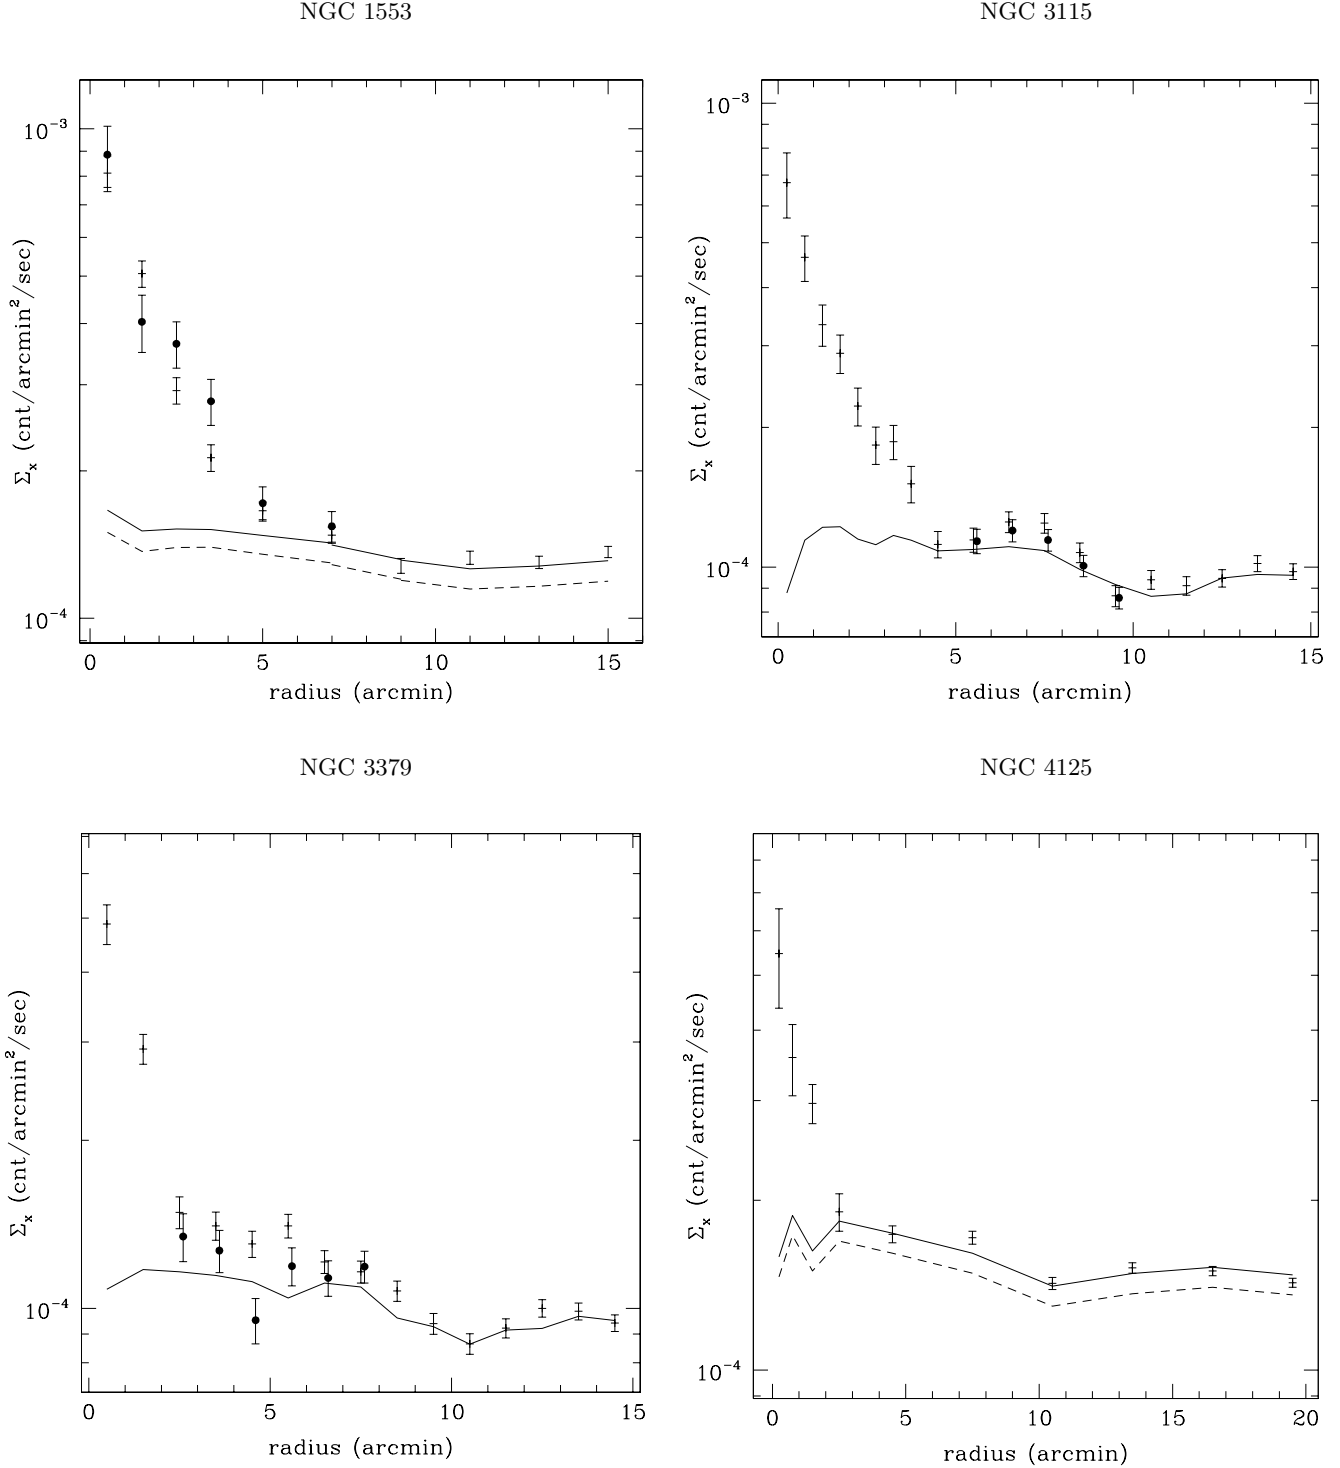 NGC 1553
10⁻³
Σₓ (cnt/arcmin²/sec)
10⁻⁴
0 5 10 15
radius (arcmin)
NGC 3115
10⁻³
Σₓ (cnt/arcmin²/sec)
10⁻⁴
0 5 10 15
radius (arcmin)
NGC 3379
Σₓ (cnt/arcmin²/sec)
10⁻⁴
0 5 10 15
radius (arcmin)
NGC 4125
Σₓ (cnt/arcmin²/sec)
10⁻⁴
0 5 10 15 20
radius (arcmin)